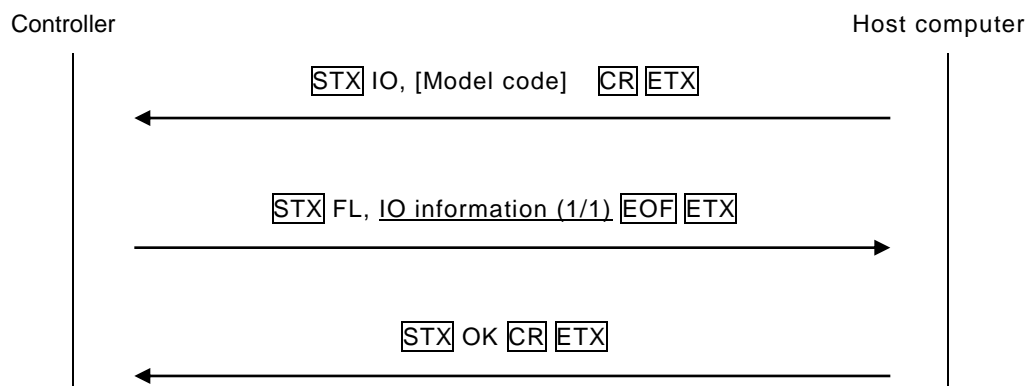 Controller Host computer
STX IO, [Model code] CR ETX
STX FL, IO information (1/1) EOF ETX
STX OK CR ETX